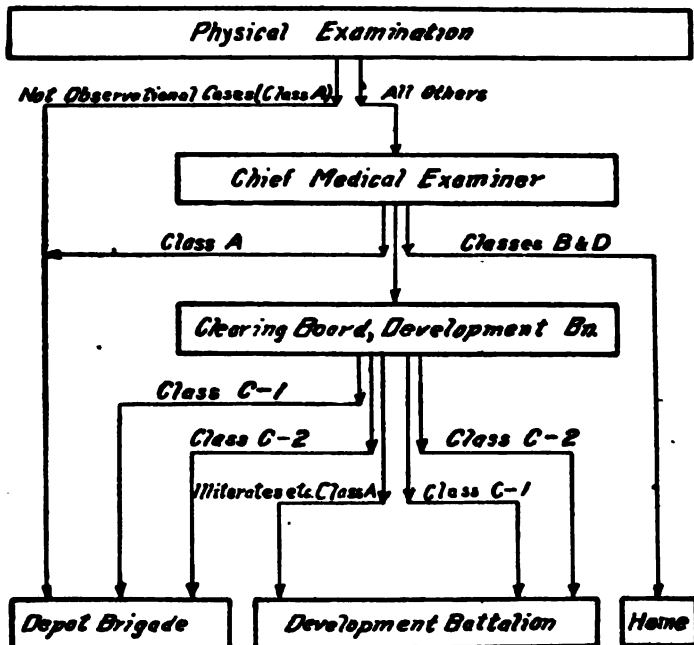 Physical Examination
Not Observational Cases (Class A)
All Others
Chief Medical Examiner
Class A
Classes B & D
Clearing Board, Development Bn.
Class C-1
Class C-2
Class C-2
Illiterates etc. Class A
Class C-1
Depot Brigade
Development Battalion
Home